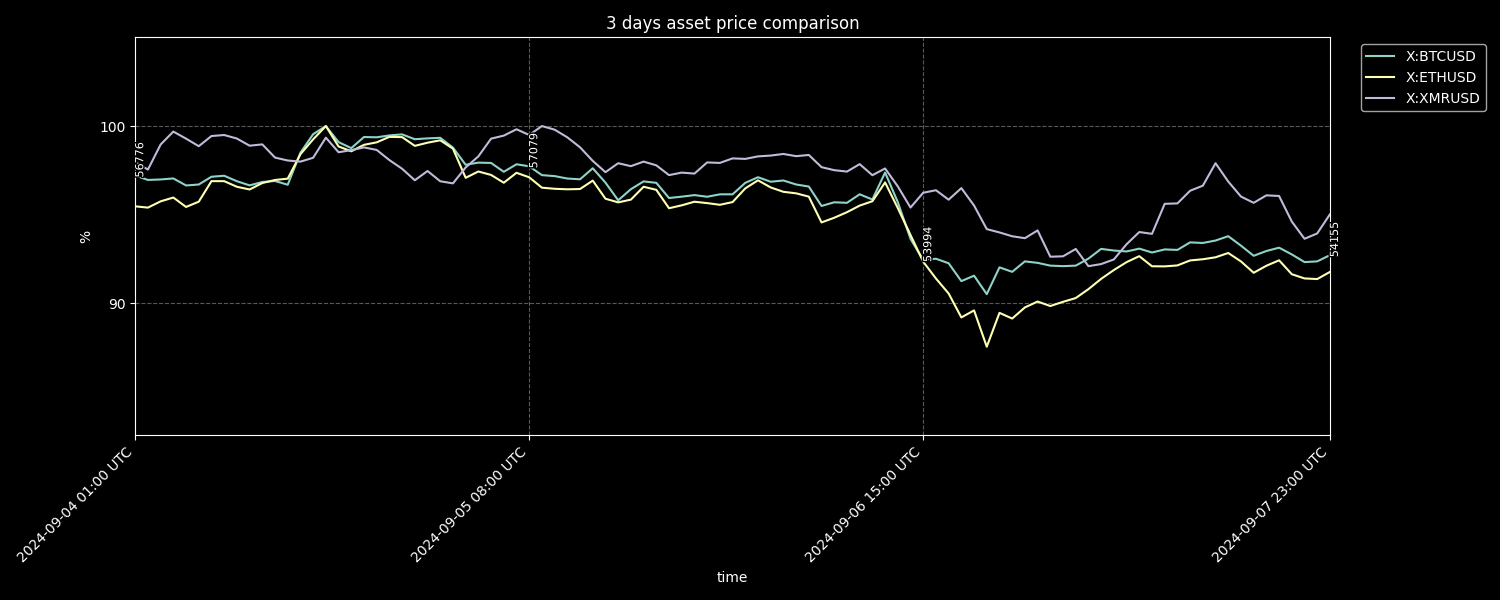 3 days asset price comparison
X:BTCUSD
X:ETHUSD
X:XMRUSD
100
90
%
56776
57079
53994
54155
2024-09-04 01:00 UTC
2024-09-05 08:00 UTC
2024-09-06 15:00 UTC
2024-09-07 23:00 UTC
time